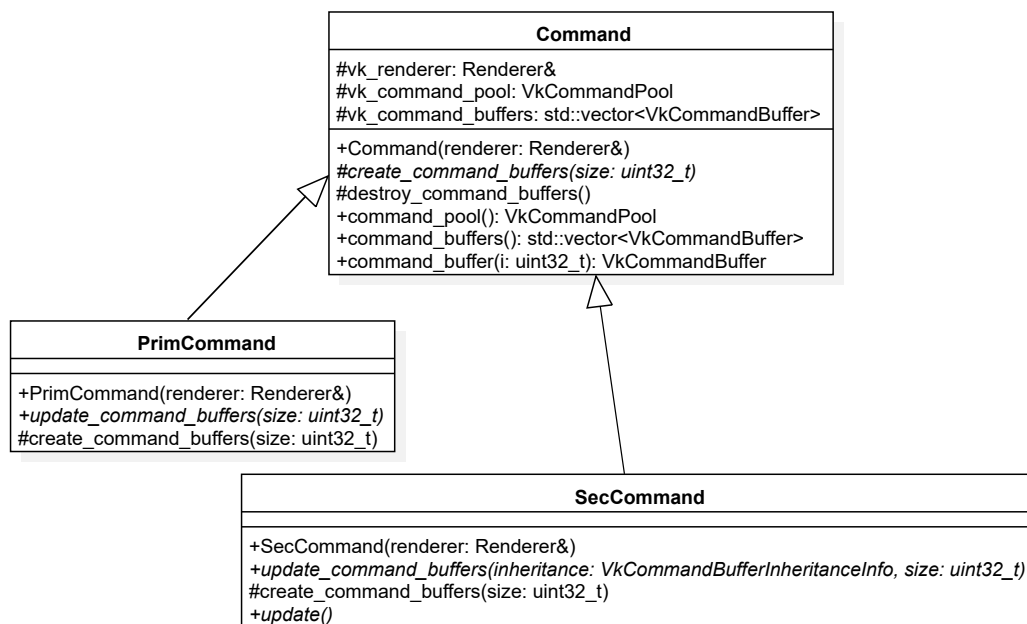 Command
#vk_renderer: Renderer&
#vk_command_pool: VkCommandPool
#vk_command_buffers: std::vector<VkCommandBuffer>
+Command(renderer: Renderer&)
#create_command_buffers(size: uint32_t)
#destroy_command_buffers()
+command_pool(): VkCommandPool
+command_buffers(): std::vector<VkCommandBuffer>
+command_buffer(i: uint32_t): VkCommandBuffer
PrimCommand
+PrimCommand(renderer: Renderer&)
+update_command_buffers(size: uint32_t)
#create_command_buffers(size: uint32_t)
SecCommand
+SecCommand(renderer: Renderer&)
+update_command_buffers(inheritance: VkCommandBufferInheritanceInfo, size: uint32_t)
#create_command_buffers(size: uint32_t)
+update()